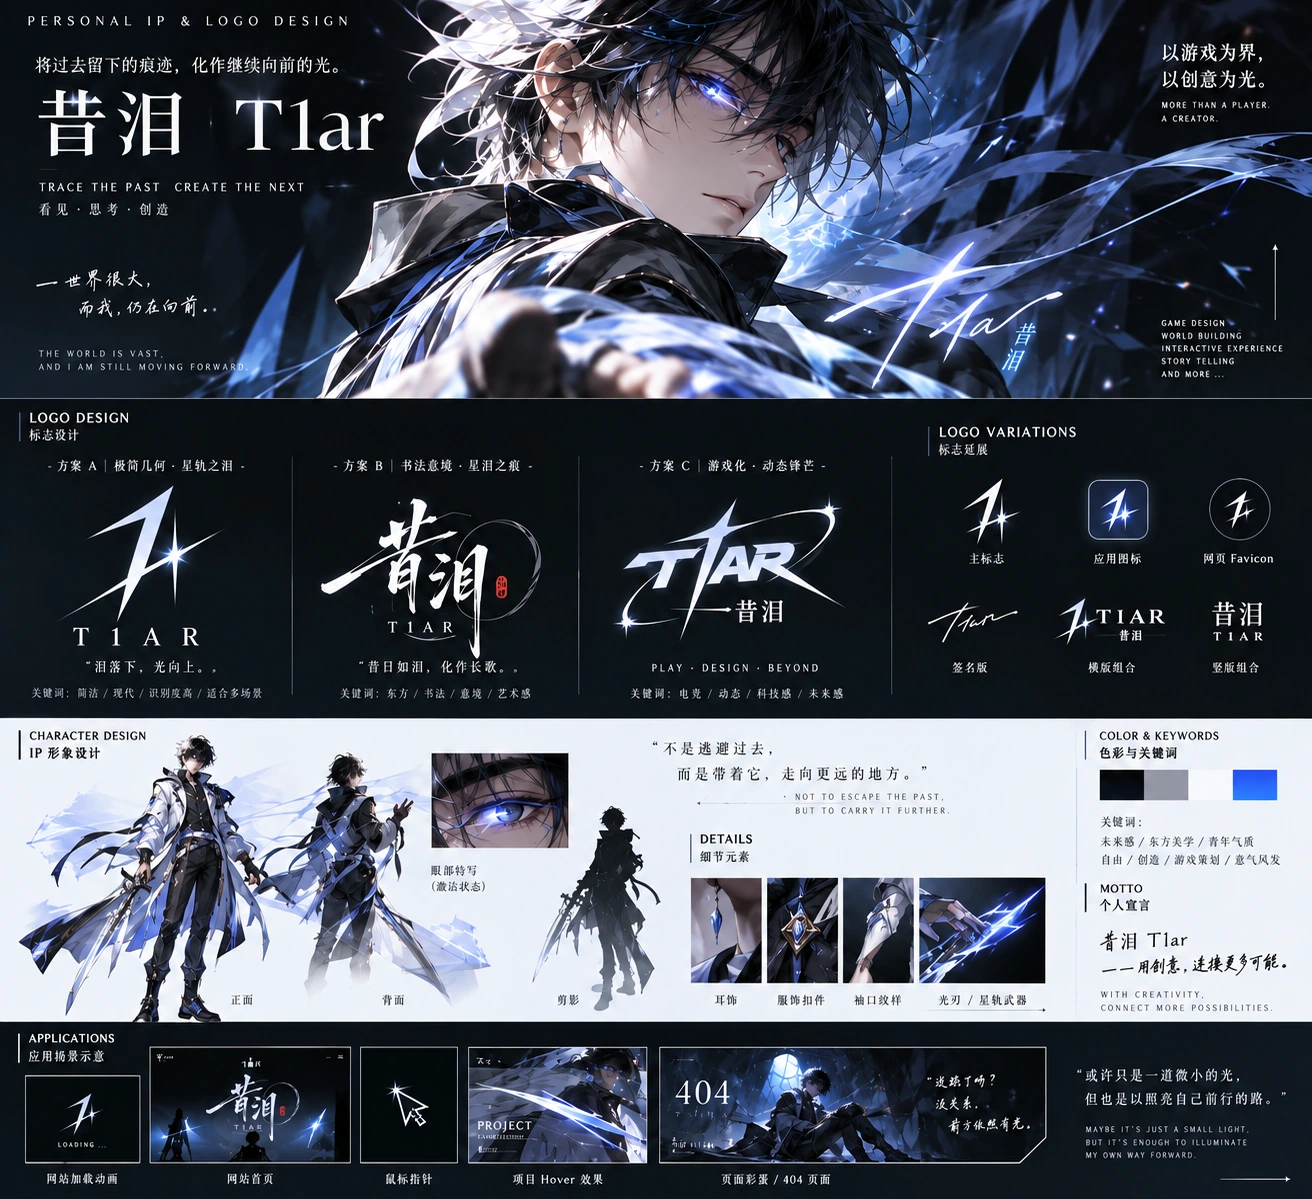 PERSONAL IP & LOGO DESIGN
将过去留下的痕迹，化作继续向前的光。
昔泪 T1ar
TRACE THE PAST CREATE THE NEXT
看见 · 思考 · 创造
— 世界很大，
而我，仍在向前。
THE WORLD IS VAST,
AND I AM STILL MOVING FORWARD.
以游戏为界，
以创意为光。
MORE THAN A PLAYER.
A CREATOR.
T1ar
昔泪
GAME DESIGN
WORLD BUILDING
INTERACTIVE EXPERIENCE
STORY TELLING
AND MORE ...
LOGO DESIGN
标志设计
- 方案 A | 极简几何 · 星轨之泪 -
T 1 A R
“泪落下，光向上。。
关键词：简洁 / 现代 / 识别度高 / 适合多场景
- 方案 B | 书法意境 · 星泪之痕 -
昔泪
T1AR
“昔日如泪，化作长歌。。
关键词：东方 / 书法 / 意境 / 艺术感
- 方案 C | 游戏化 · 动态锋芒 -
T1AR
昔泪
PLAY · DESIGN · BEYOND
关键词：电竞 / 动态 / 科技感 / 未来感
LOGO VARIATIONS
标志延展
主标志
应用图标
网页 Favicon
T1ar
签名版
T1AR
昔泪
横版组合
昔泪
T1AR
竖版组合
CHARACTER DESIGN
IP 形象设计
正面
背面
眼部特写
（激活状态）
剪影
“不是逃避过去，
而是带着它，走向更远的地方。”
· NOT TO ESCAPE THE PAST,
BUT TO CARRY IT FURTHER.
DETAILS
细节元素
耳饰
服饰扣件
袖口纹样
光刃 / 星轨武器
COLOR & KEYWORDS
色彩与关键词
关键词：
未来感 / 东方美学 / 青年气质
自由 / 创造 / 游戏策划 / 意气风发
MOTTO
个人宣言
昔泪 T1ar
——用创意，连接更多可能。
WITH CREATIVITY,
CONNECT MORE POSSIBILITIES.
APPLICATIONS
应用场景示意
LOADING ...
网站加载动画
昔泪
T1AR
网站首页
鼠标指针
PROJECT
项目 Hover 效果
404
没关系。
前方依然有光。
页面彩蛋 / 404 页面
“或许只是一道微小的光，
但也是以照亮自己前行的路。”
MAYBE IT'S JUST A SMALL LIGHT,
BUT IT'S ENOUGH TO ILLUMINATE
MY OWN WAY FORWARD.